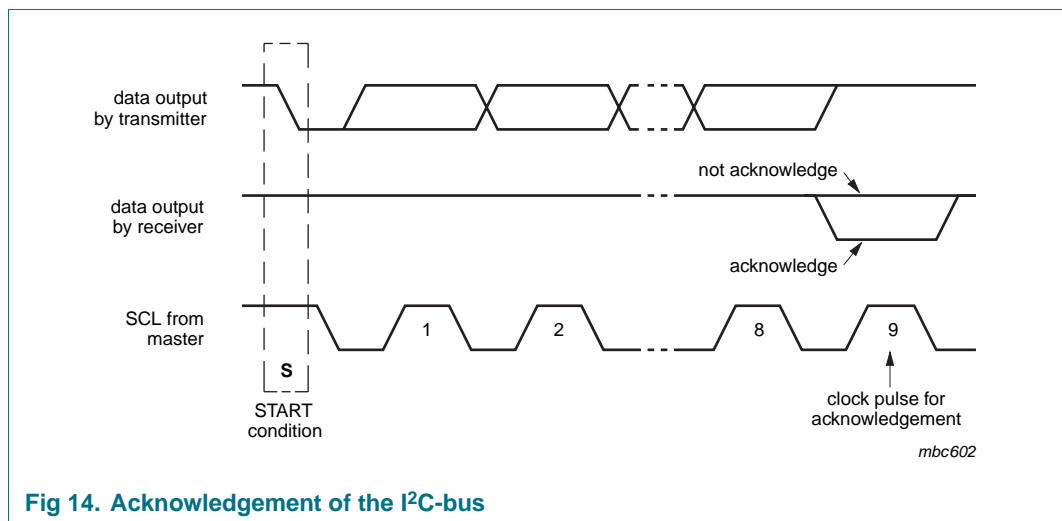 data output
by transmitter
not acknowledge
data output
by receiver
acknowledge
SCL from
master
1
2
8
9
S
START
condition
clock pulse for
acknowledgement
mbc602
Fig 14. Acknowledgement of the I²C-bus